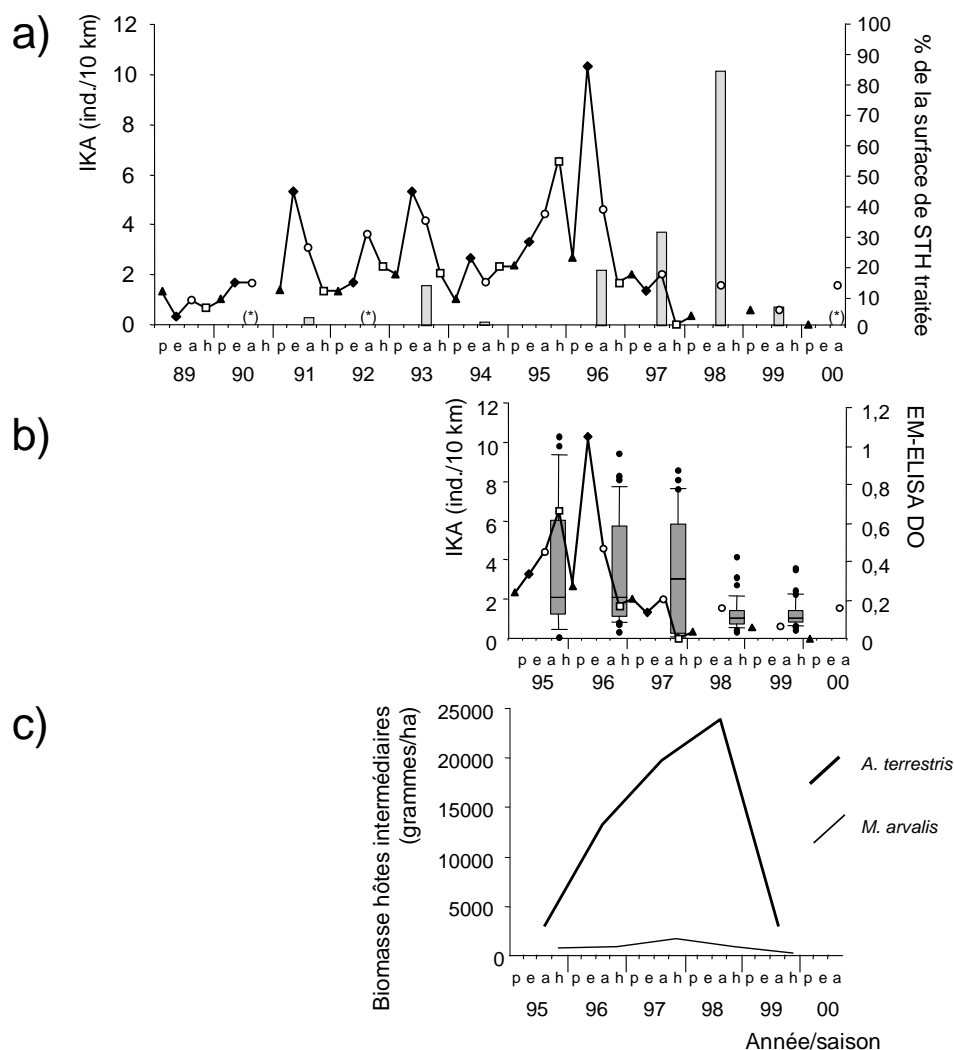 a)
IKA (ind./10 km)
12
10
8
6
4
2
0
100
90
80
70
60
50
40
30
20
10
0
% de la surface de STH traitée
(*) (*) (*)
p e a h p e a h p e a h p e a h p e a h p e a h p e a h p e a h p e a h p e a h p e a h p e a
89 90 91 92 93 94 95 96 97 98 99 00
b)
IKA (ind./10 km)
12
10
8
6
4
2
0
1,2
1
0,8
0,6
0,4
0,2
0
EM-ELISA DO
p e a h p e a h p e a h p e a h p e a h p e a
95 96 97 98 99 00
c)
Biomasse hôtes intermédiaires
(grammes/ha)
25000
20000
15000
10000
5000
0
A. terrestris
M. arvalis
p e a h p e a h p e a h p e a h p e a h p e a
95 96 97 98 99 00
Année/saison